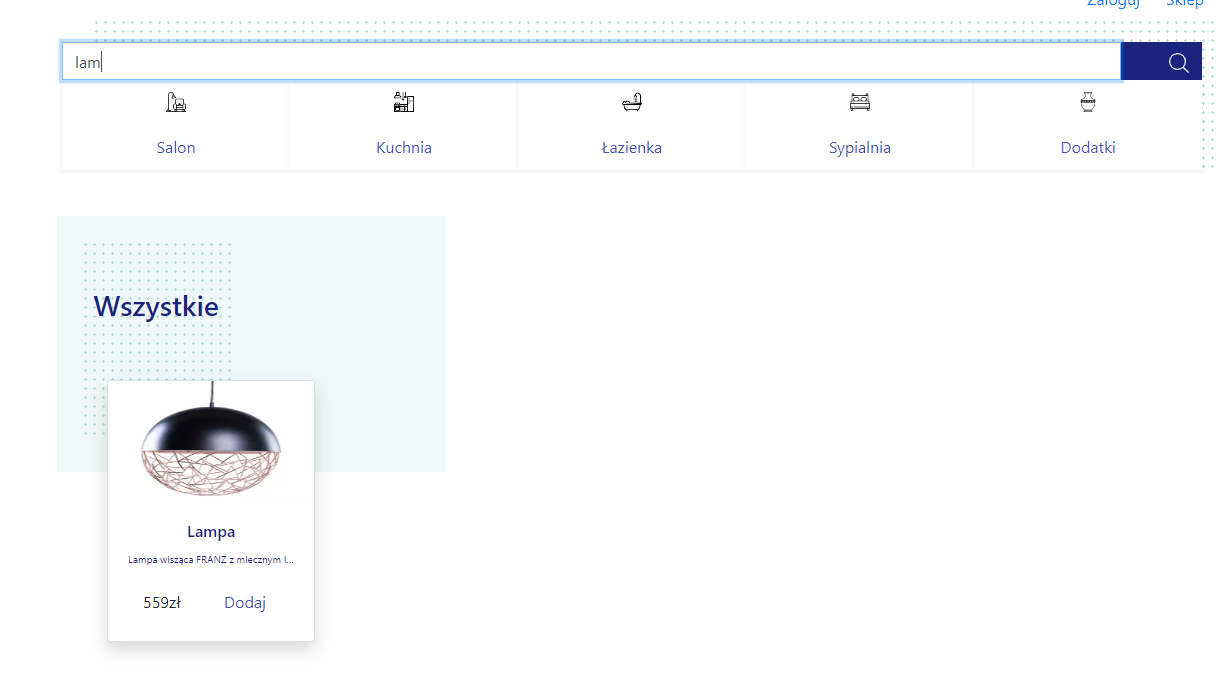 Zaloguj Sklep
lam
Salon Kuchnia Łazienka Sypialnia Dodatki
Wszystkie
Lampa
Lampa wisząca FRANZ z mlecznym l...
559zł Dodaj